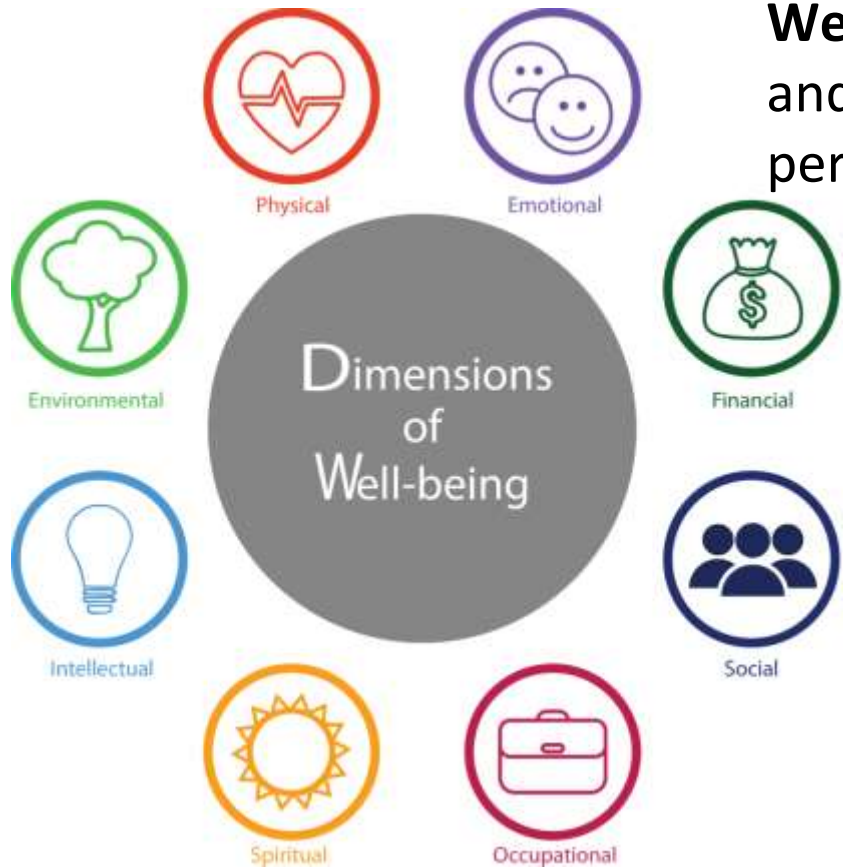 We
and
per
Physical
Emotional
Environmental
Financial
Dimensions
of
Well-being
$
Intellectual
Social
Spiritual
Occupational